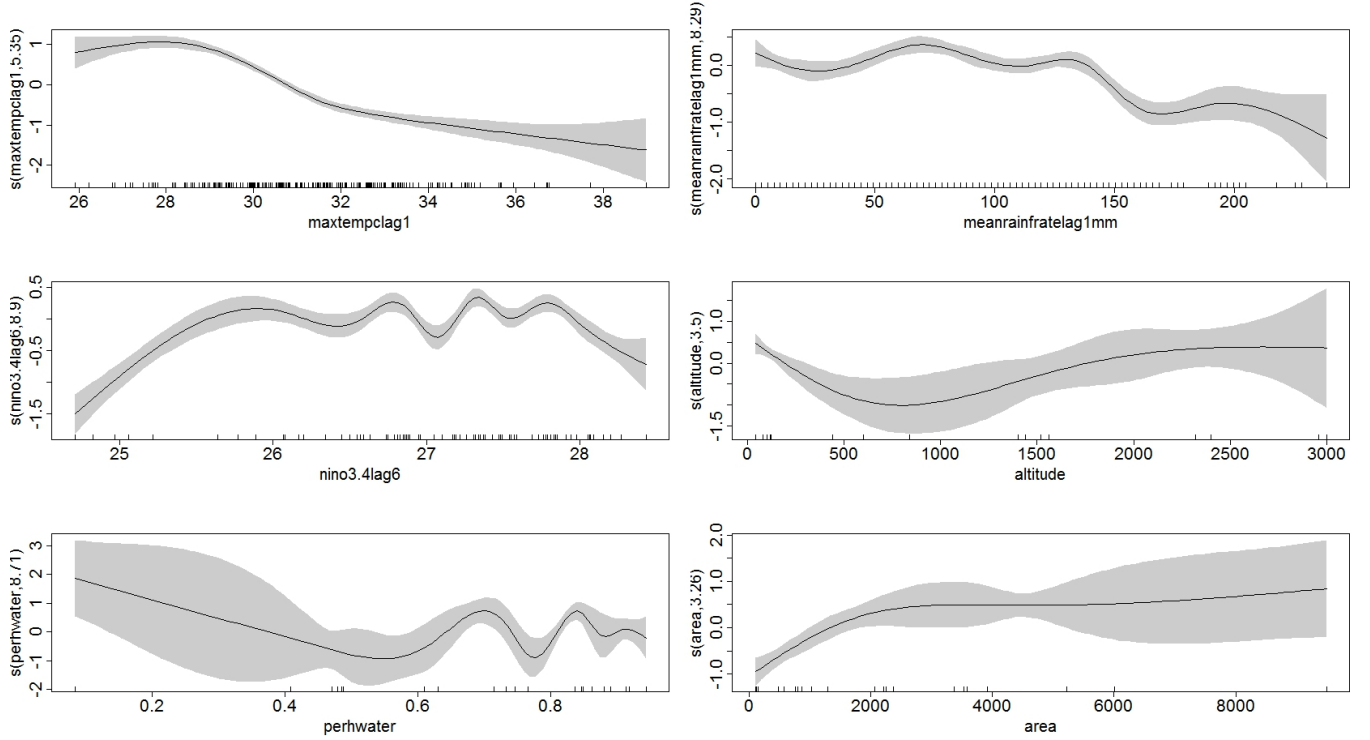 s(maxtempclag1,5.35)
1
0
-1
-2
26 28 30 32 34 36 38
maxtempclag1
s(meanrainfratelag1mm,8.29)
0.0
-1.0
-2.0
0 50 100 150 200
meanrainfratelag1mm
s(nino3.4lag6,8.9)
0.5
-0.5
-1.5
25 26 27 28
nino3.4lag6
s(altitude,3.5)
1.0
0.0
-1.5
0 500 1000 1500 2000 2500 3000
altitude
s(perhwater,8.71)
3
2
1
0
-1
-2
0.2 0.4 0.6 0.8
perhwater
s(area,3.26)
2.0
1.0
0.0
-1.0
0 2000 4000 6000 8000
area